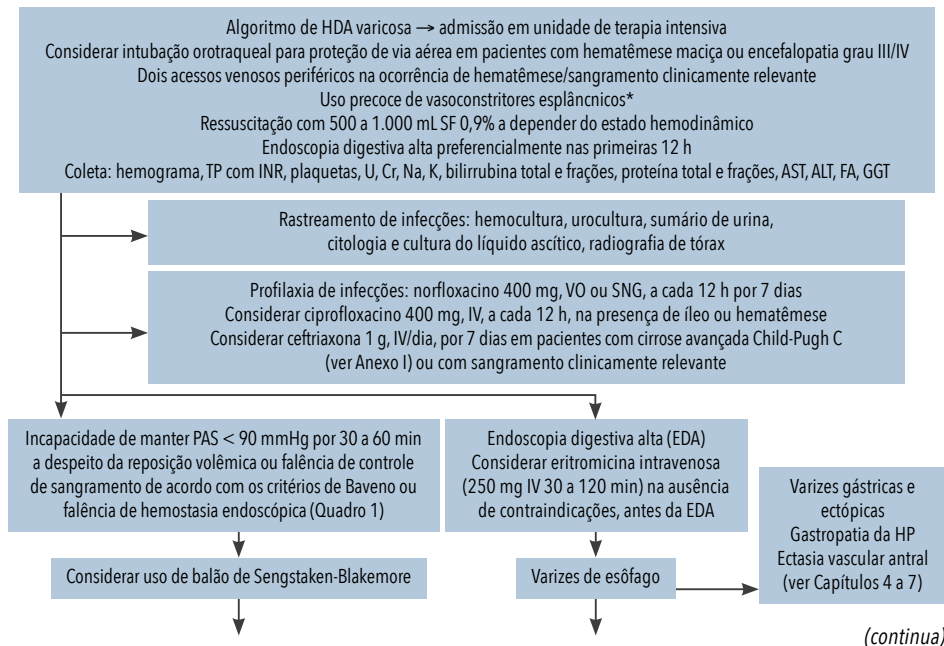 Algoritmo de HDA varicosa → admissão em unidade de terapia intensiva
Considerar intubação orotraqueal para proteção de via aérea em pacientes com hematêmese maciça ou encefalopatia grau III/IV
Dois acessos venosos periféricos na ocorrência de hematêmese/sangramento clinicamente relevante
Uso precoce de vasoconstritores esplâncnicos*
Ressuscitação com 500 a 1.000 mL SF 0,9% a depender do estado hemodinâmico
Endoscopia digestiva alta preferencialmente nas primeiras 12 h
Coleta: hemograma, TP com INR, plaquetas, U, Cr, Na, K, bilirrubina total e frações, proteína total e frações, AST, ALT, FA, GGT
Rastreamento de infecções: hemocultura, urocultura, sumário de urina,
citologia e cultura do líquido ascítico, radiografia de tórax
Profilaxia de infecções: norfloxacino 400 mg, VO ou SNG, a cada 12 h por 7 dias
Considerar ciprofloxacino 400 mg, IV, a cada 12 h, na presença de íleo ou hematêmese
Considerar ceftriaxona 1 g, IV/dia, por 7 dias em pacientes com cirrose avançada Child-Pugh C
(ver Anexo I) ou com sangramento clinicamente relevante
Incapacidade de manter PAS < 90 mmHg por 30 a 60 min
a despeito da reposição volêmica ou falência de controle
de sangramento de acordo com os critérios de Baveno ou
falência de hemostasia endoscópica (Quadro 1)
Considerar uso de balão de Sengstaken-Blakemore
Endoscopia digestiva alta (EDA)
Considerar eritromicina intravenosa
(250 mg IV 30 a 120 min) na ausência
de contraindicações, antes da EDA
Varizes de esôfago
Varizes gástricas e
ectópicas
Gastropatia da HP
Ectasia vascular antral
(ver Capítulos 4 a 7)
(continua)